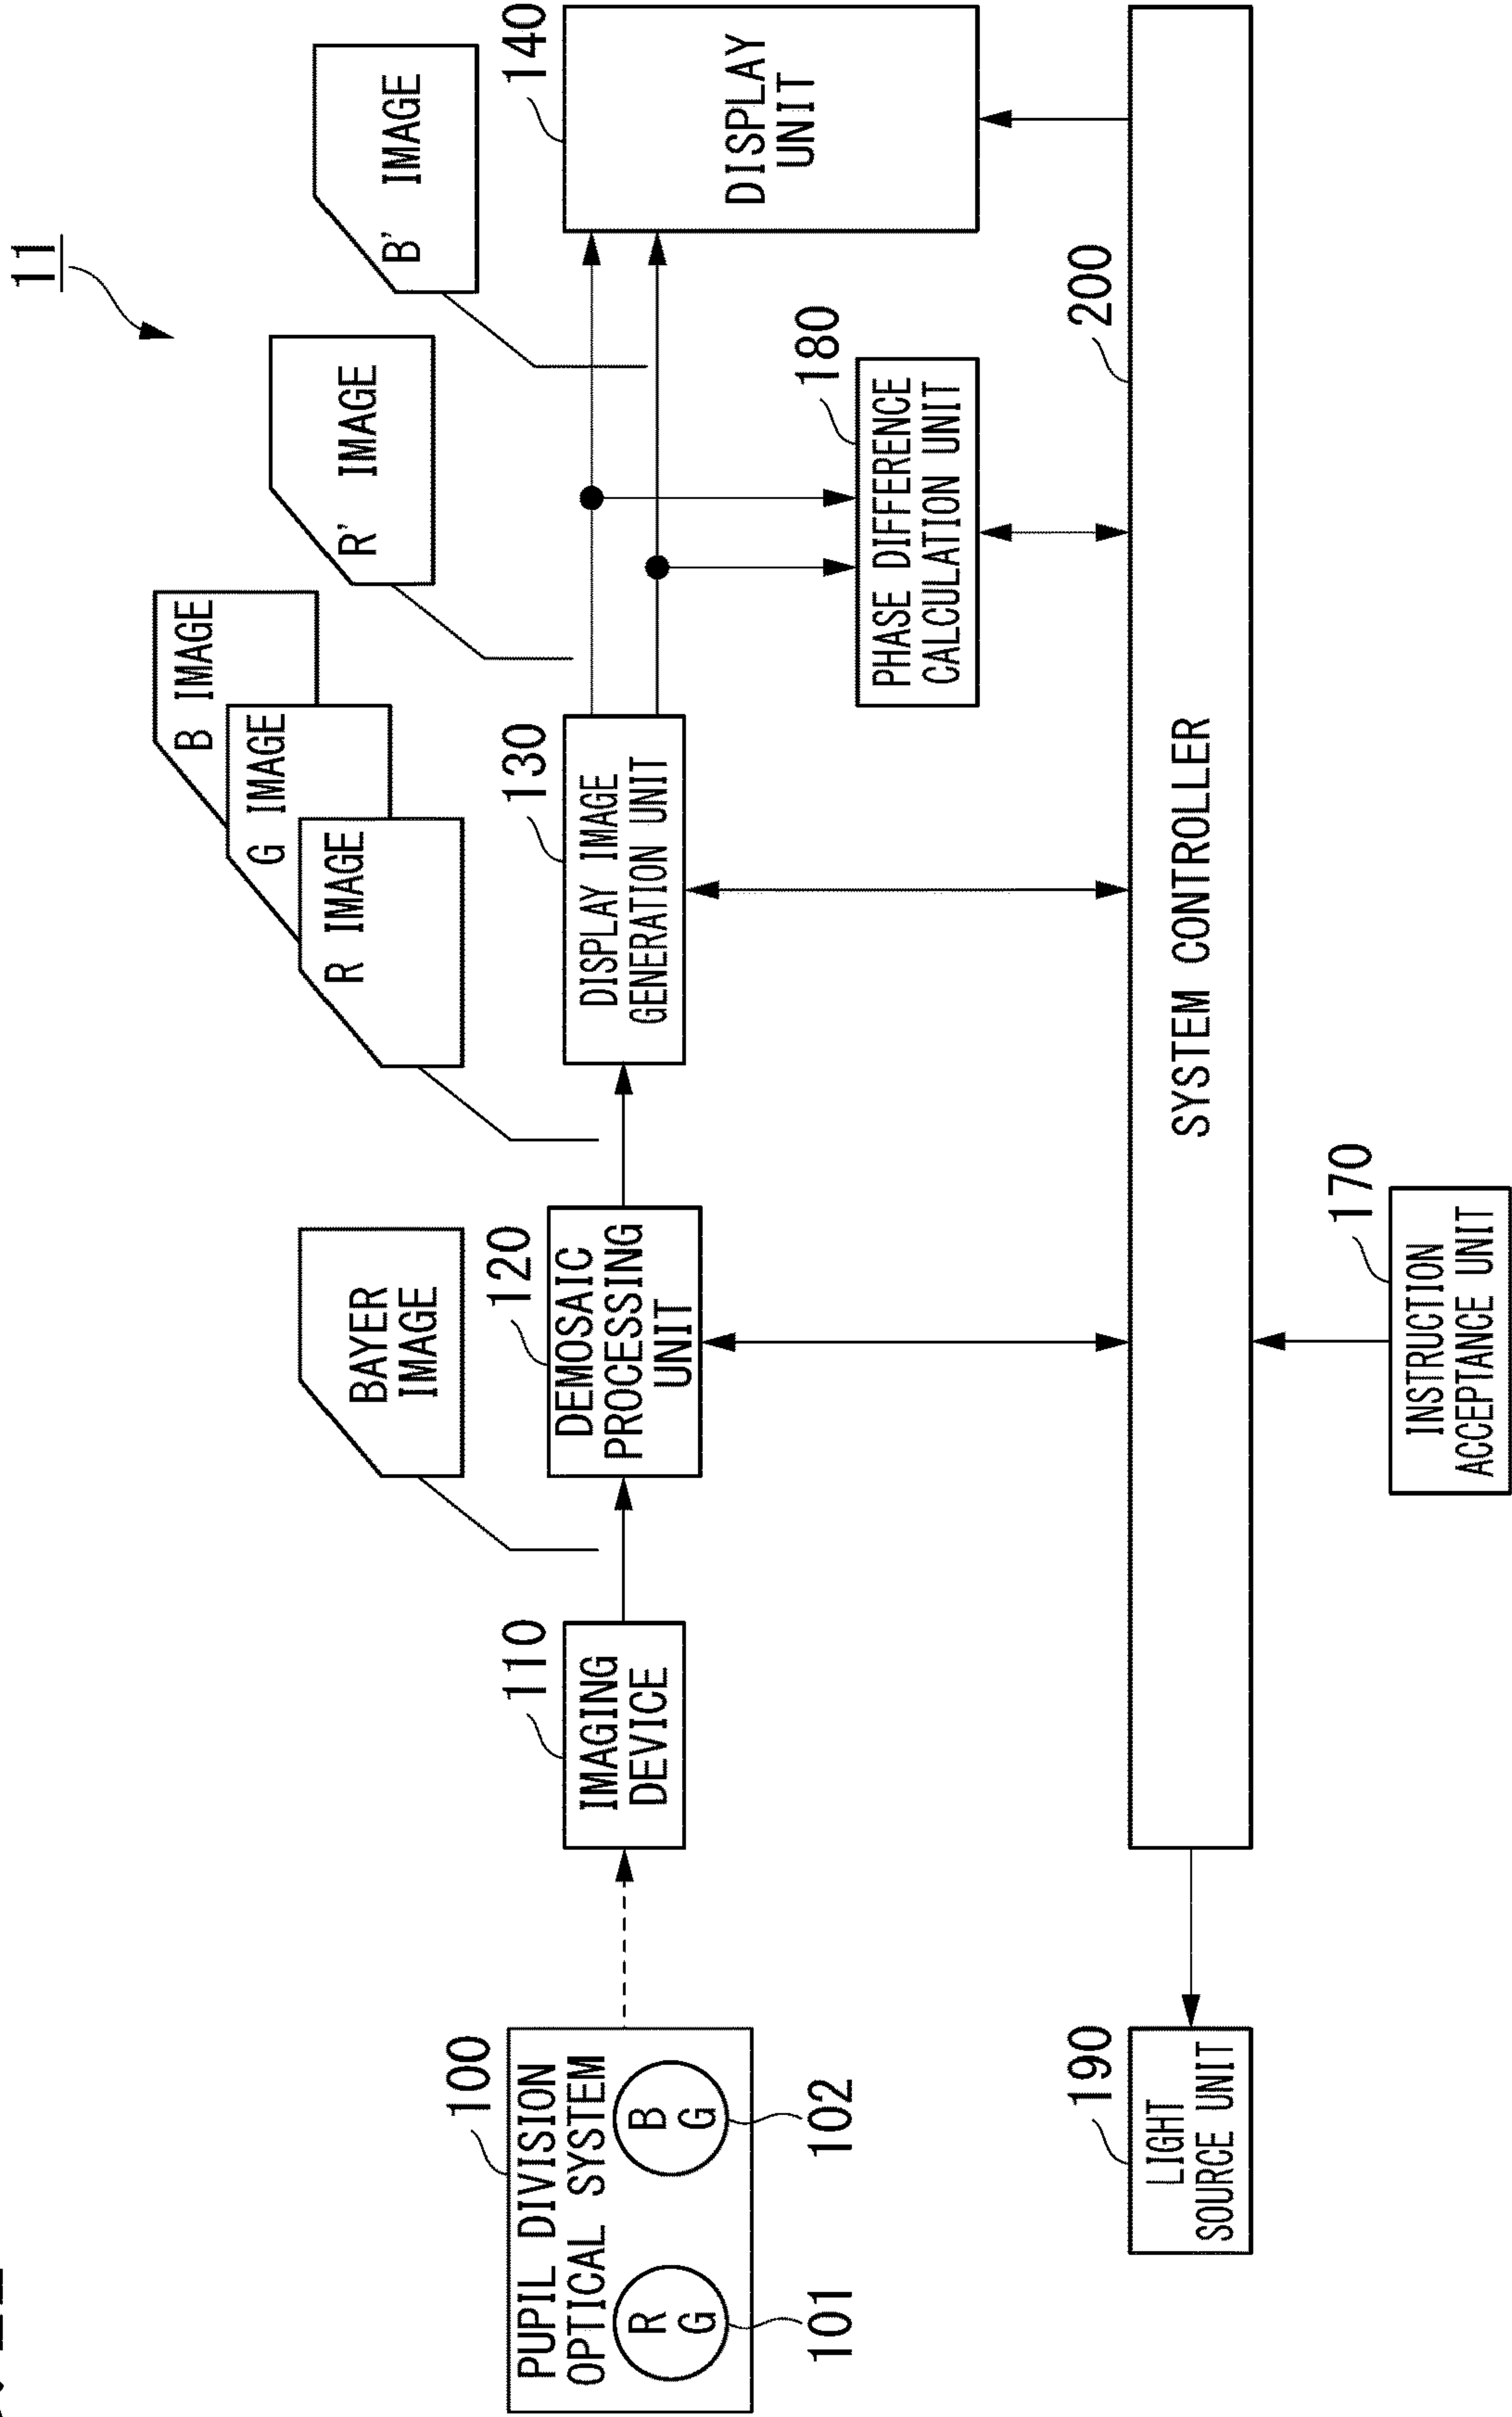 11
100
PUPIL DIVISION
OPTICAL SYSTEM
R
G
B
G
101
102
110
IMAGING
DEVICE
BAYER
IMAGE
120
DEMOSAIC
PROCESSING
UNIT
B IMAGE
G IMAGE
R IMAGE
130
DISPLAY IMAGE
GENERATION UNIT
R' IMAGE
B' IMAGE
140
DISPLAY
UNIT
180
PHASE DIFFERENCE
CALCULATION UNIT
190
LIGHT
SOURCE UNIT
200
SYSTEM CONTROLLER
170
INSTRUCTION
ACCEPTANCE UNIT